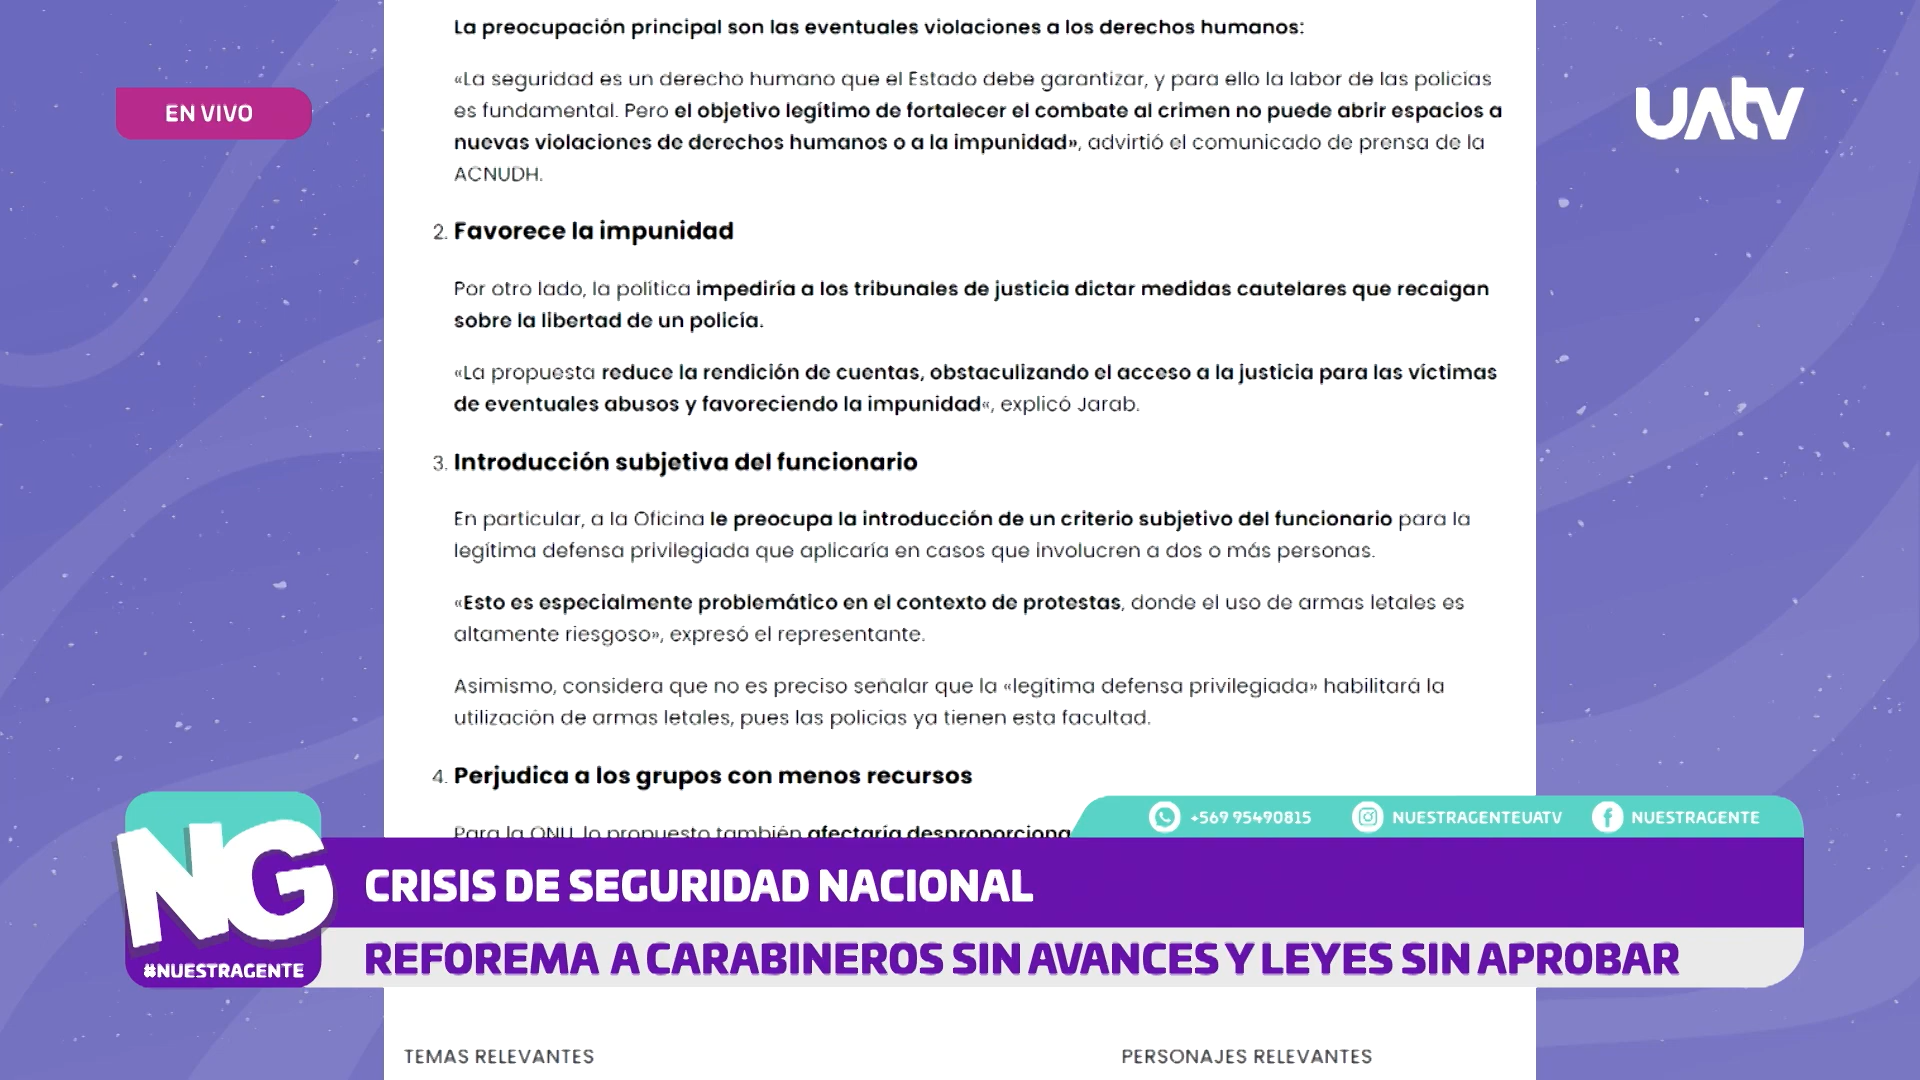 La preocupación principal son las eventuales violaciones a los derechos humanos:
«La seguridad es un derecho humano que el Estado debe garantizar, y para ello la labor de las policías
es fundamental. Pero el objetivo legítimo de fortalecer el combate al crimen no puede abrir espacios a
nuevas violaciones de derechos humanos o a la impunidad», advirtió el comunicado de prensa de la
ACNUDH.
EN VIVO
UATV
2. Favorece la impunidad
Por otro lado, la política impediría a los tribunales de justicia dictar medidas cautelares que recaigan
sobre la libertad de un policía.
«La propuesta reduce la rendición de cuentas, obstaculizando el acceso a la justicia para las víctimas
de eventuales abusos y favoreciendo la impunidad«, explicó Jarab.
3. Introducción subjetiva del funcionario
En particular, a la Oficina le preocupa la introducción de un criterio subjetivo del funcionario para la
legítima defensa privilegiada que aplicaría en casos que involucren a dos o más personas.
«Esto es especialmente problemático en el contexto de protestas, donde el uso de armas letales es
altamente riesgoso», expresó el representante.
Asimismo, considera que no es preciso señalar que la «legítima defensa privilegiada» habilitará la
utilización de armas letales, pues las policías ya tienen esta facultad.
4. Perjudica a los grupos con menos recursos
Para la ONU, lo propuesto también afectaría desproporciona
+569 95490815
NUESTRAGENTEUATV
NUESTRAGENTE
NG
#NUESTRAGENTE
CRISIS DE SEGURIDAD NACIONAL
REFOREMA A CARABINEROS SIN AVANCES Y LEYES SIN APROBAR
TEMAS RELEVANTES
PERSONAJES RELEVANTES